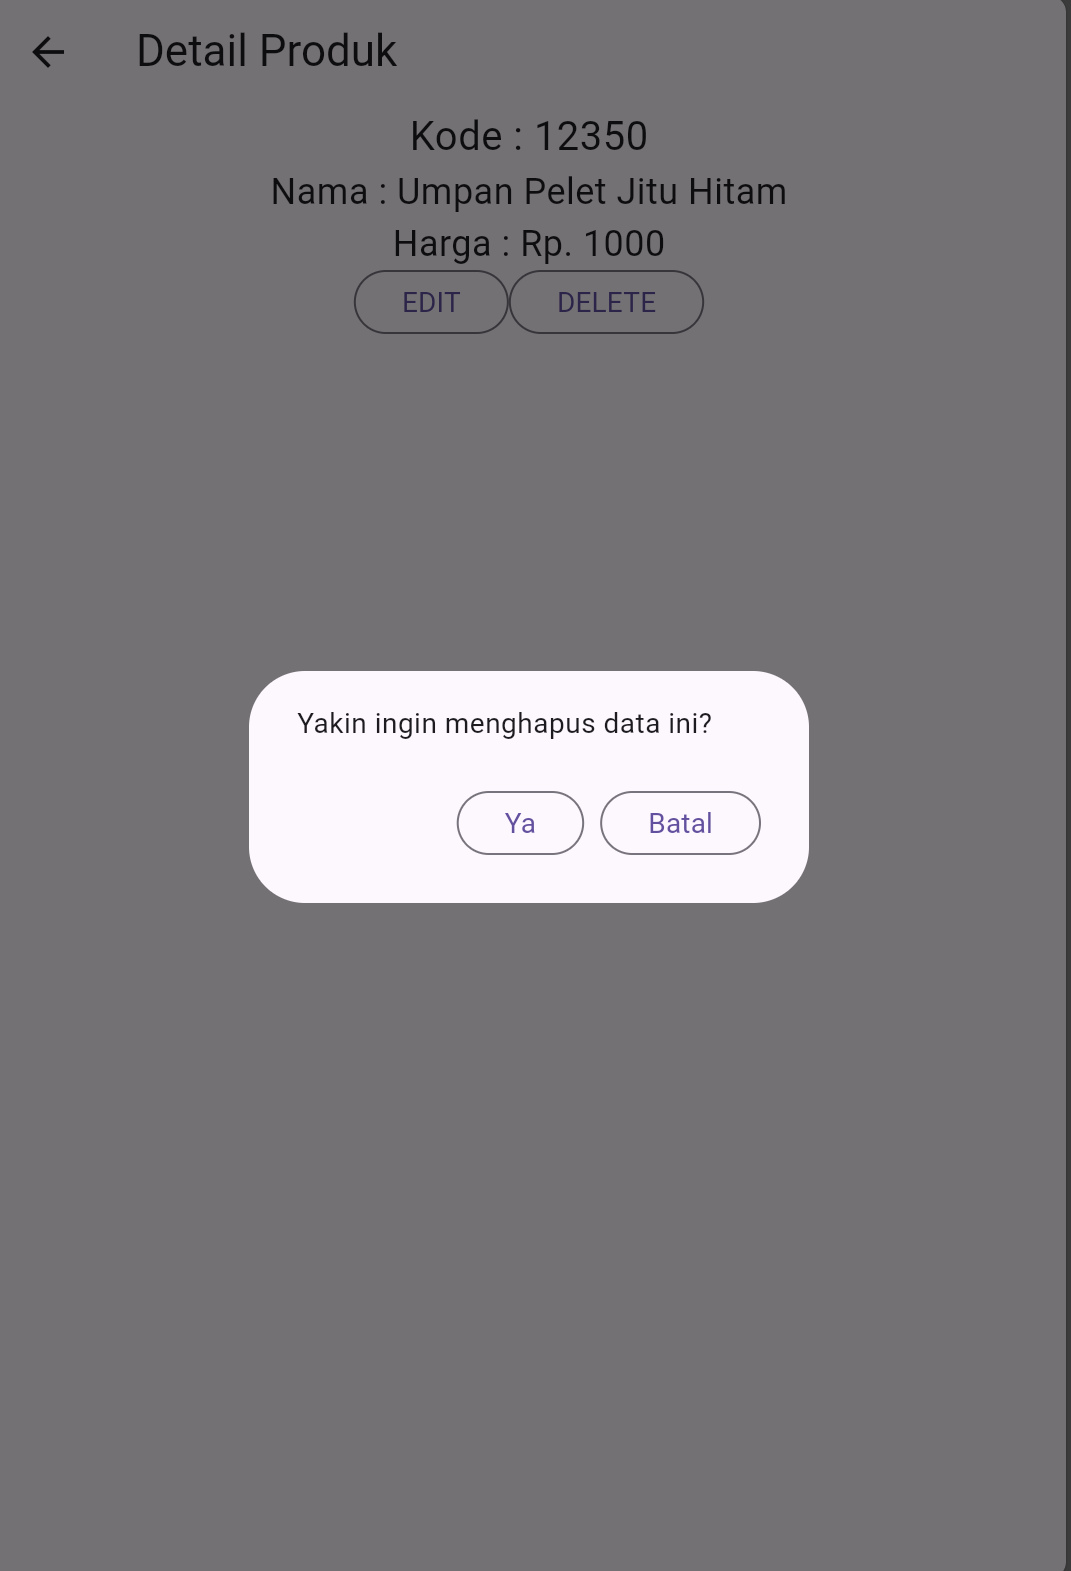 Detail Produk
Kode : 12350
Nama : Umpan Pelet Jitu Hitam
Harga : Rp. 1000
EDIT DELETE
Yakin ingin menghapus data ini?
Ya Batal